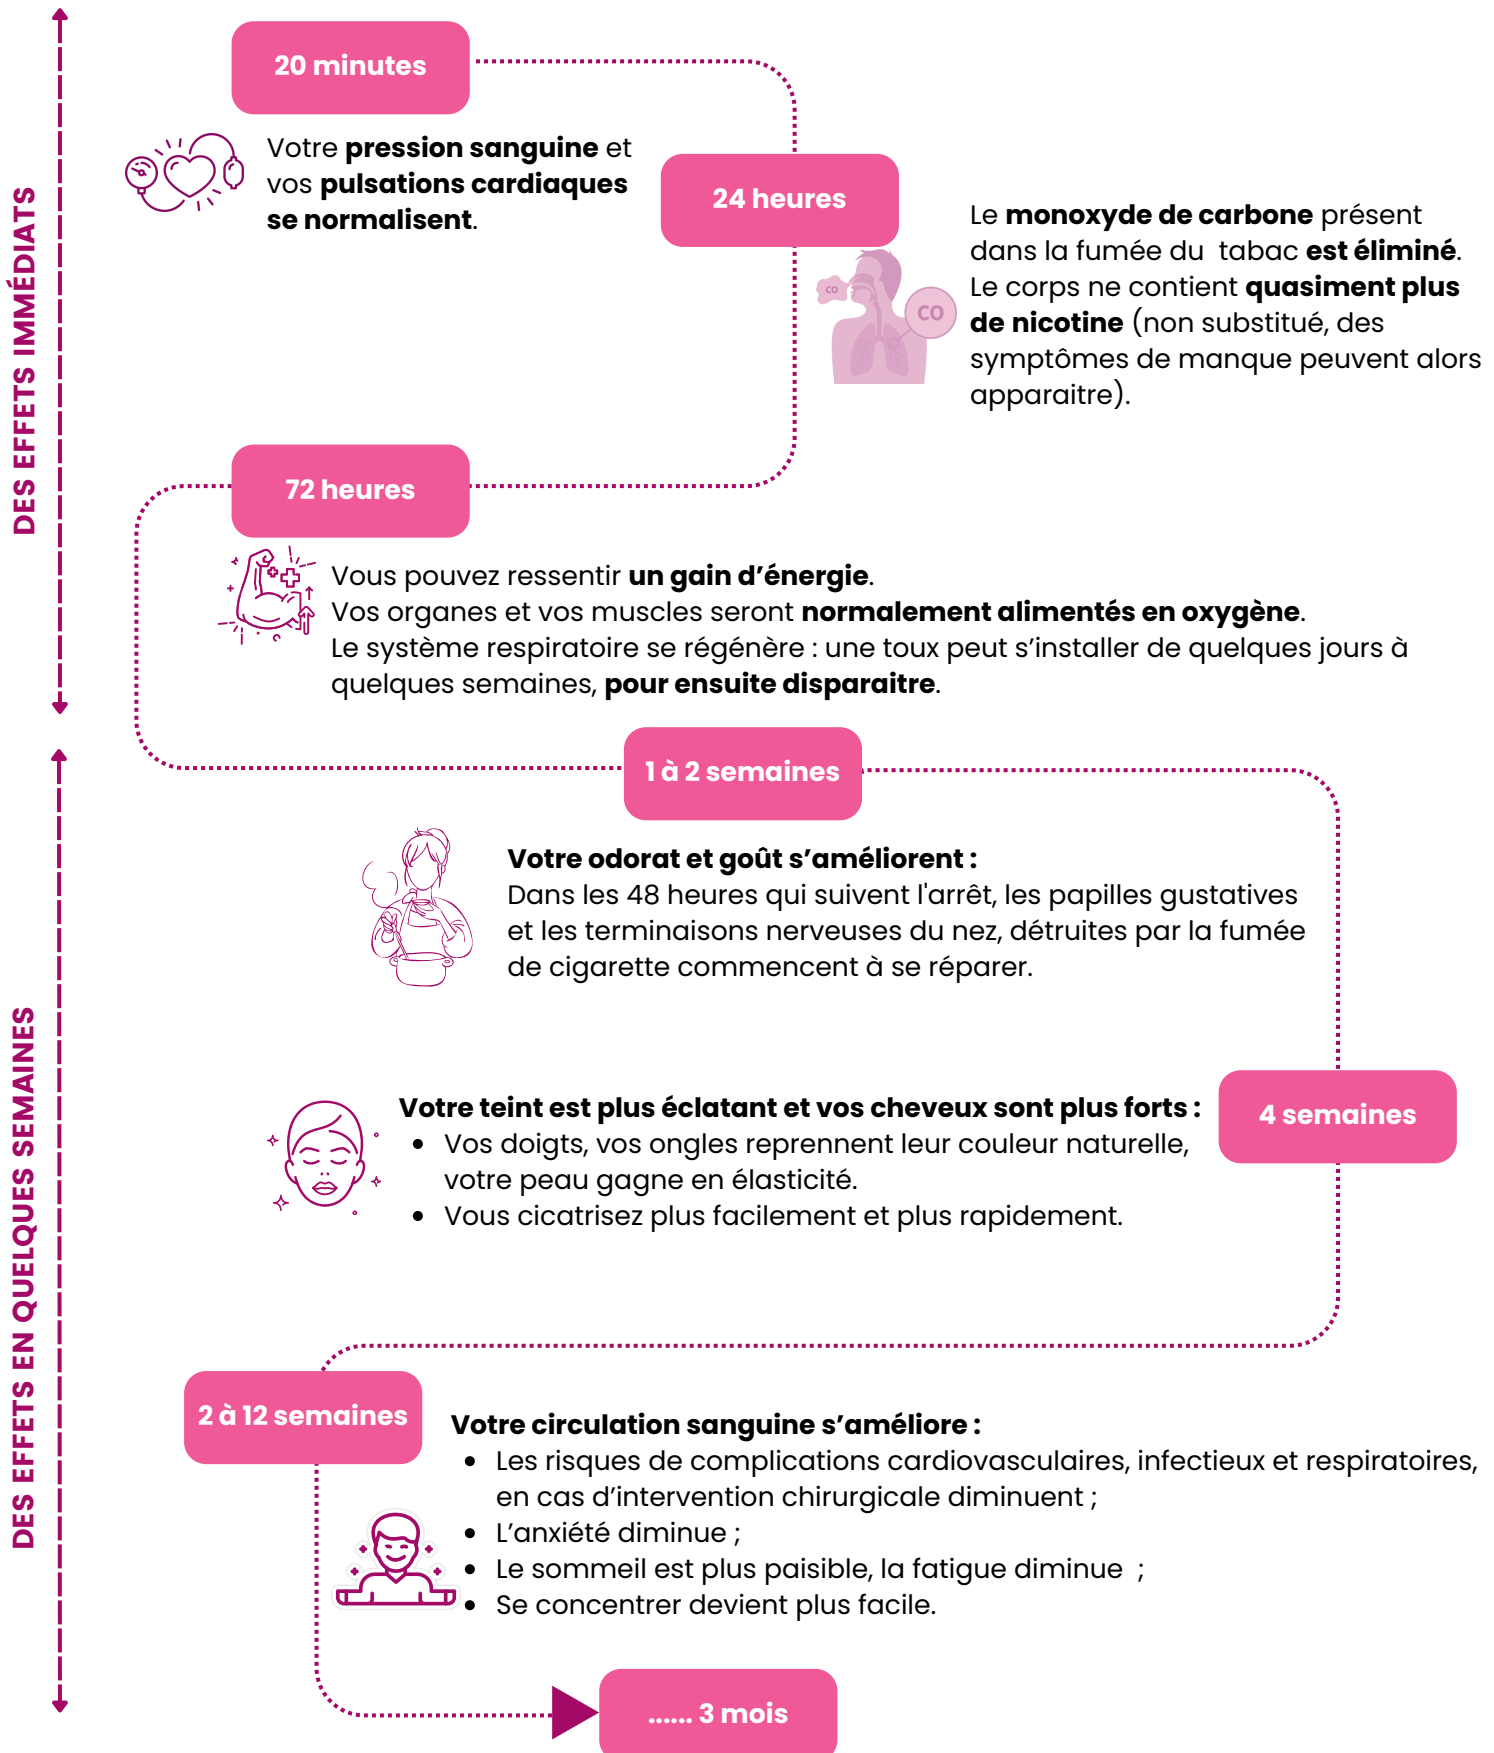 DES EFFETS IMMÉDIATS
20 minutes
Votre pression sanguine et
vos pulsations cardiaques
se normalisent.
24 heures
Le monoxyde de carbone présent
dans la fumée du  tabac est éliminé.
Le corps ne contient quasiment plus
de nicotine (non substitué, des
symptômes de manque peuvent alors
apparaitre).
CO
CO
72 heures
Vous pouvez ressentir un gain d’énergie.
Vos organes et vos muscles seront normalement alimentés en oxygène.
Le système respiratoire se régénère : une toux peut s’installer de quelques jours à
quelques semaines, pour ensuite disparaitre.
DES EFFETS EN QUELQUES SEMAINES
1 à 2 semaines
Votre odorat et goût s’améliorent :
Dans les 48 heures qui suivent l'arrêt, les papilles gustatives
et les terminaisons nerveuses du nez, détruites par la fumée
de cigarette commencent à se réparer.
4 semaines
Votre teint est plus éclatant et vos cheveux sont plus forts :
• Vos doigts, vos ongles reprennent leur couleur naturelle,
votre peau gagne en élasticité.
• Vous cicatrisez plus facilement et plus rapidement.
2 à 12 semaines
Votre circulation sanguine s’améliore :
• Les risques de complications cardiovasculaires, infectieux et respiratoires,
en cas d’intervention chirurgicale diminuent ;
• L’anxiété diminue ;
• Le sommeil est plus paisible, la fatigue diminue  ;
• Se concentrer devient plus facile.
...... 3 mois